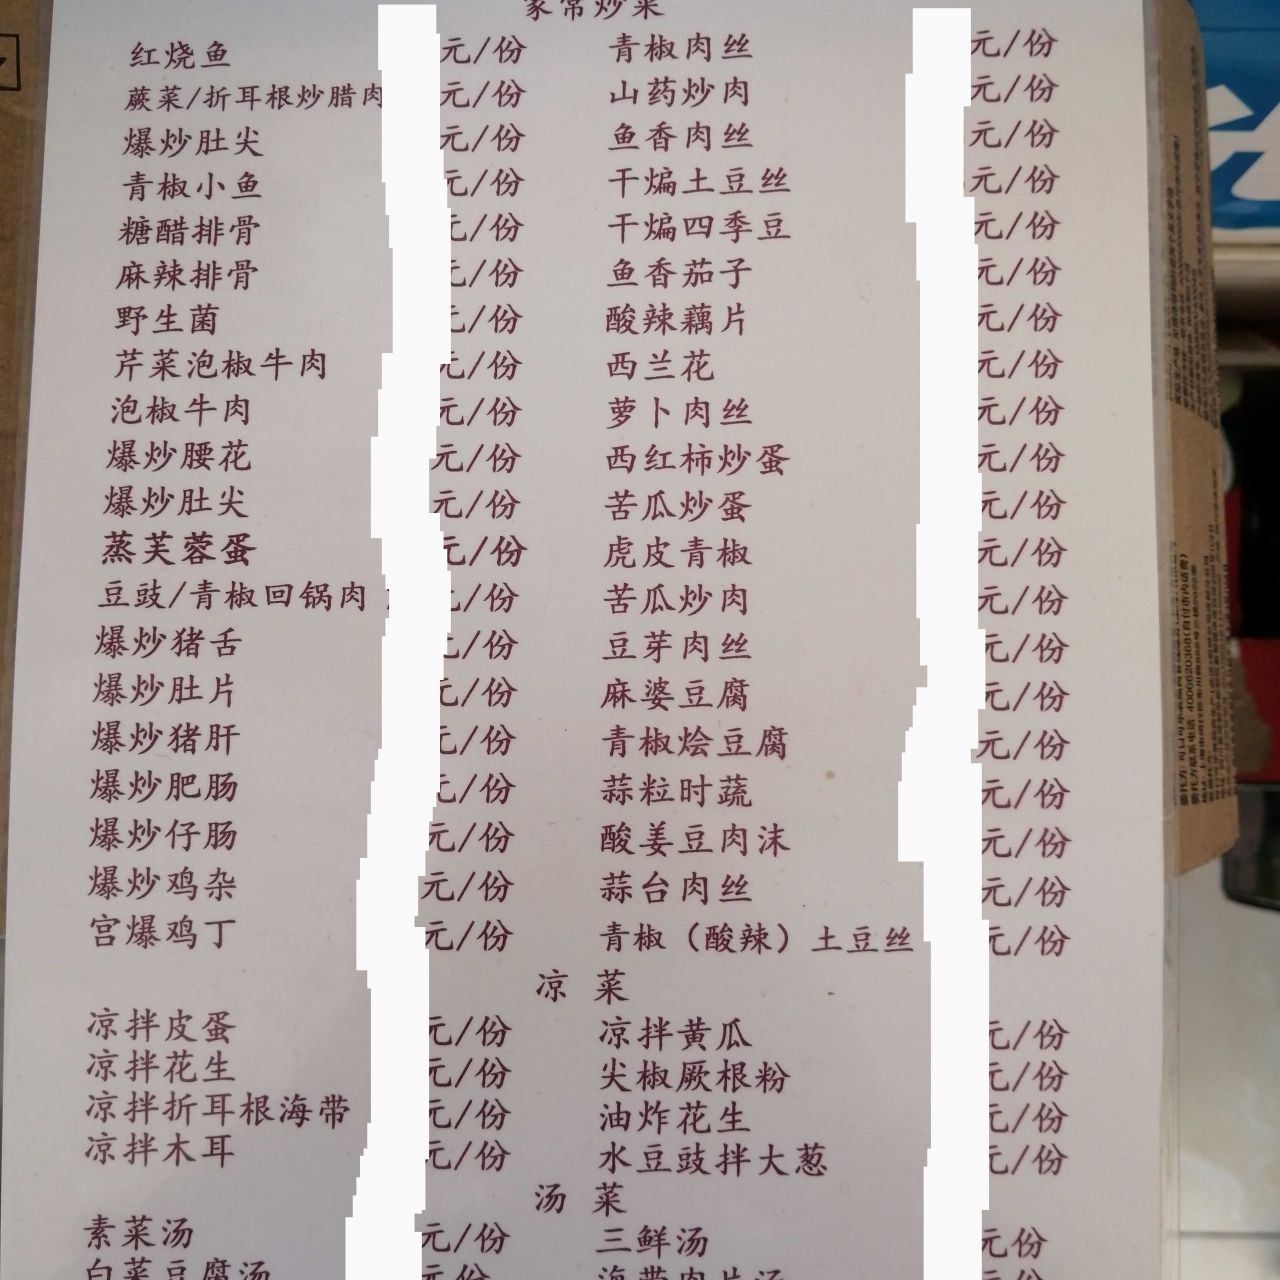 家常炒菜
红烧鱼 元/份 青椒肉丝 元/份
蕨菜/折耳根炒腊肉 元/份 山药炒肉 元/份
爆炒肚尖 元/份 鱼香肉丝 元/份
青椒小鱼 元/份 干煸土豆丝 元/份
糖醋排骨 元/份 干煸四季豆 元/份
麻辣排骨 元/份 鱼香茄子 元/份
野生菌 元/份 酸辣藕片 元/份
芹菜泡椒牛肉 元/份 西兰花 元/份
泡椒牛肉 元/份 萝卜肉丝 元/份
爆炒腰花 元/份 西红柿炒蛋 元/份
爆炒肚尖 元/份 苦瓜炒蛋 元/份
蒸芙蓉蛋 元/份 虎皮青椒 元/份
豆豉/青椒回锅肉 元/份 苦瓜炒肉 元/份
爆炒猪舌 元/份 豆芽肉丝 元/份
爆炒肚片 元/份 麻婆豆腐 元/份
爆炒猪肝 元/份 青椒烩豆腐 元/份
爆炒肥肠 元/份 蒜粒时蔬 元/份
爆炒仔肠 元/份 酸姜豆肉沫 元/份
爆炒鸡杂 元/份 蒜台肉丝 元/份
宫爆鸡丁 元/份 青椒（酸辣）土豆丝 元/份
凉 菜
凉拌皮蛋 元/份 凉拌黄瓜 元/份
凉拌花生 元/份 尖椒厥根粉 元/份
凉拌折耳根海带 元/份 油炸花生 元/份
凉拌木耳 元/份 水豆豉拌大葱 元/份
汤 菜
素菜汤 元/份 三鲜汤 元份
白菜豆腐汤 元/份 海带肉片汤 元/份